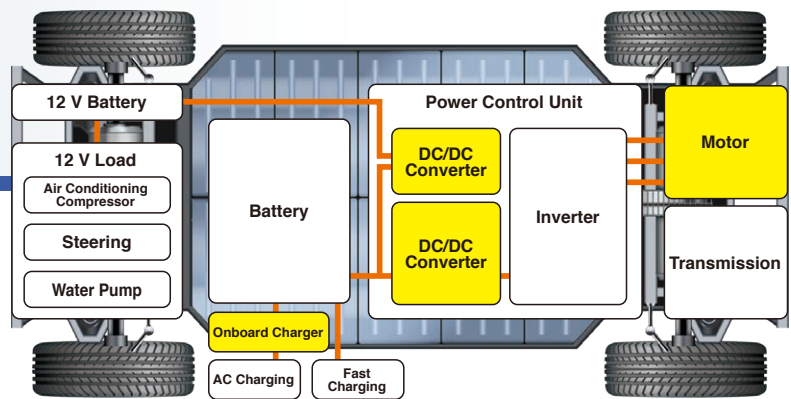 12 V Battery
12 V Load
Air Conditioning
Compressor
Steering
Water Pump
Battery
Onboard Charger
AC Charging
Fast
Charging
Power Control Unit
DC/DC
Converter
DC/DC
Converter
Inverter
Motor
Transmission